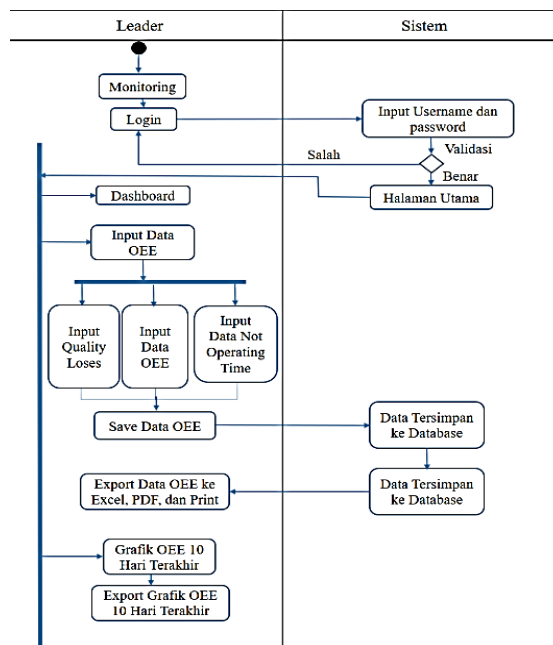 Leader
Sistem
Monitoring
Login
Input Username dan
password
Salah
Validasi
Benar
Halaman Utama
Dashboard
Input Data
OEE
Input
Quality
Loses
Input
Data
OEE
Input
Data Not
Operating
Time
Save Data OEE
Data Tersimpan
ke Database
Export Data OEE ke
Excel, PDF, dan Print
Data Tersimpan
ke Database
Grafik OEE 10
Hari Terakhir
Export Grafik OEE
10 Hari Terakhir